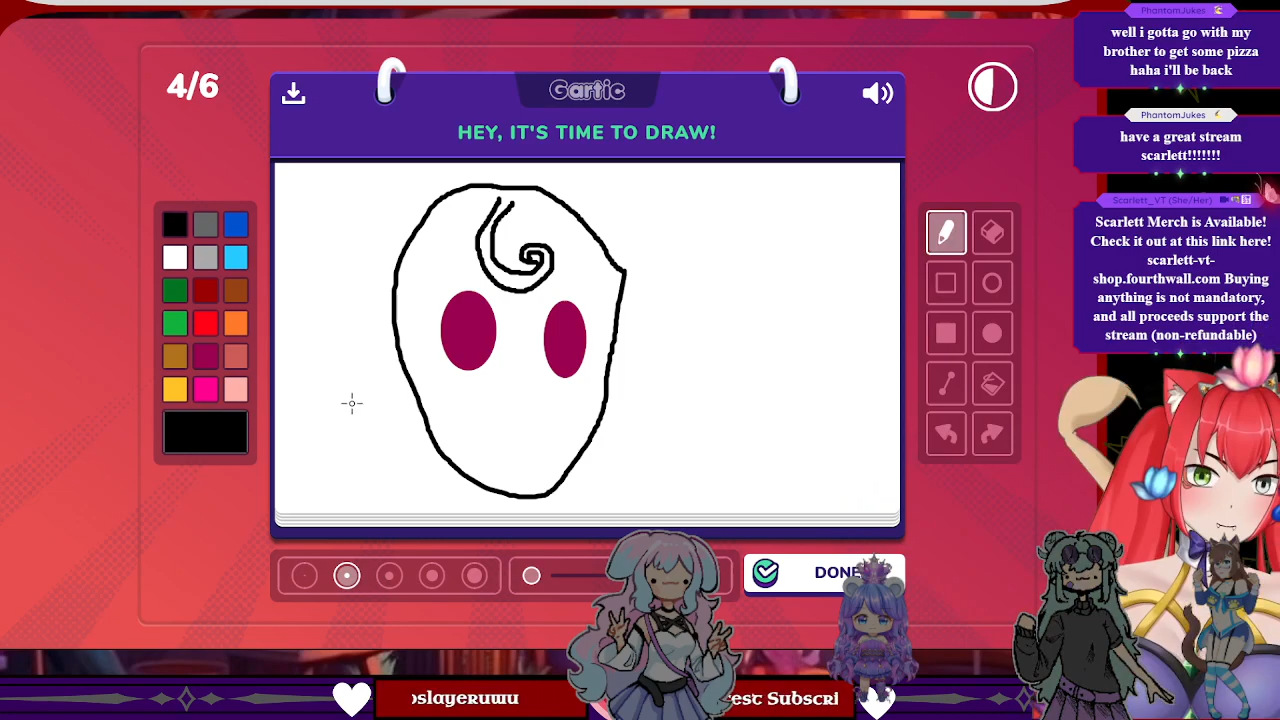 4/6
Gartic
HEY, IT'S TIME TO DRAW!
DONE
PhantomJukes
well i gotta go with my
brother to get some pizza
haha i'll be back
PhantomJukes
have a great stream
scarlett!!!!!!!
Scarlett_VT (She/Her)
Scarlett Merch is Available!
Check it out at this link here!
scarlett-vt-
shop.fourthwall.com Buying
anything is not mandatory,
and all proceeds support the
stream (non-refundable)
oslayeruwu
est Subscri